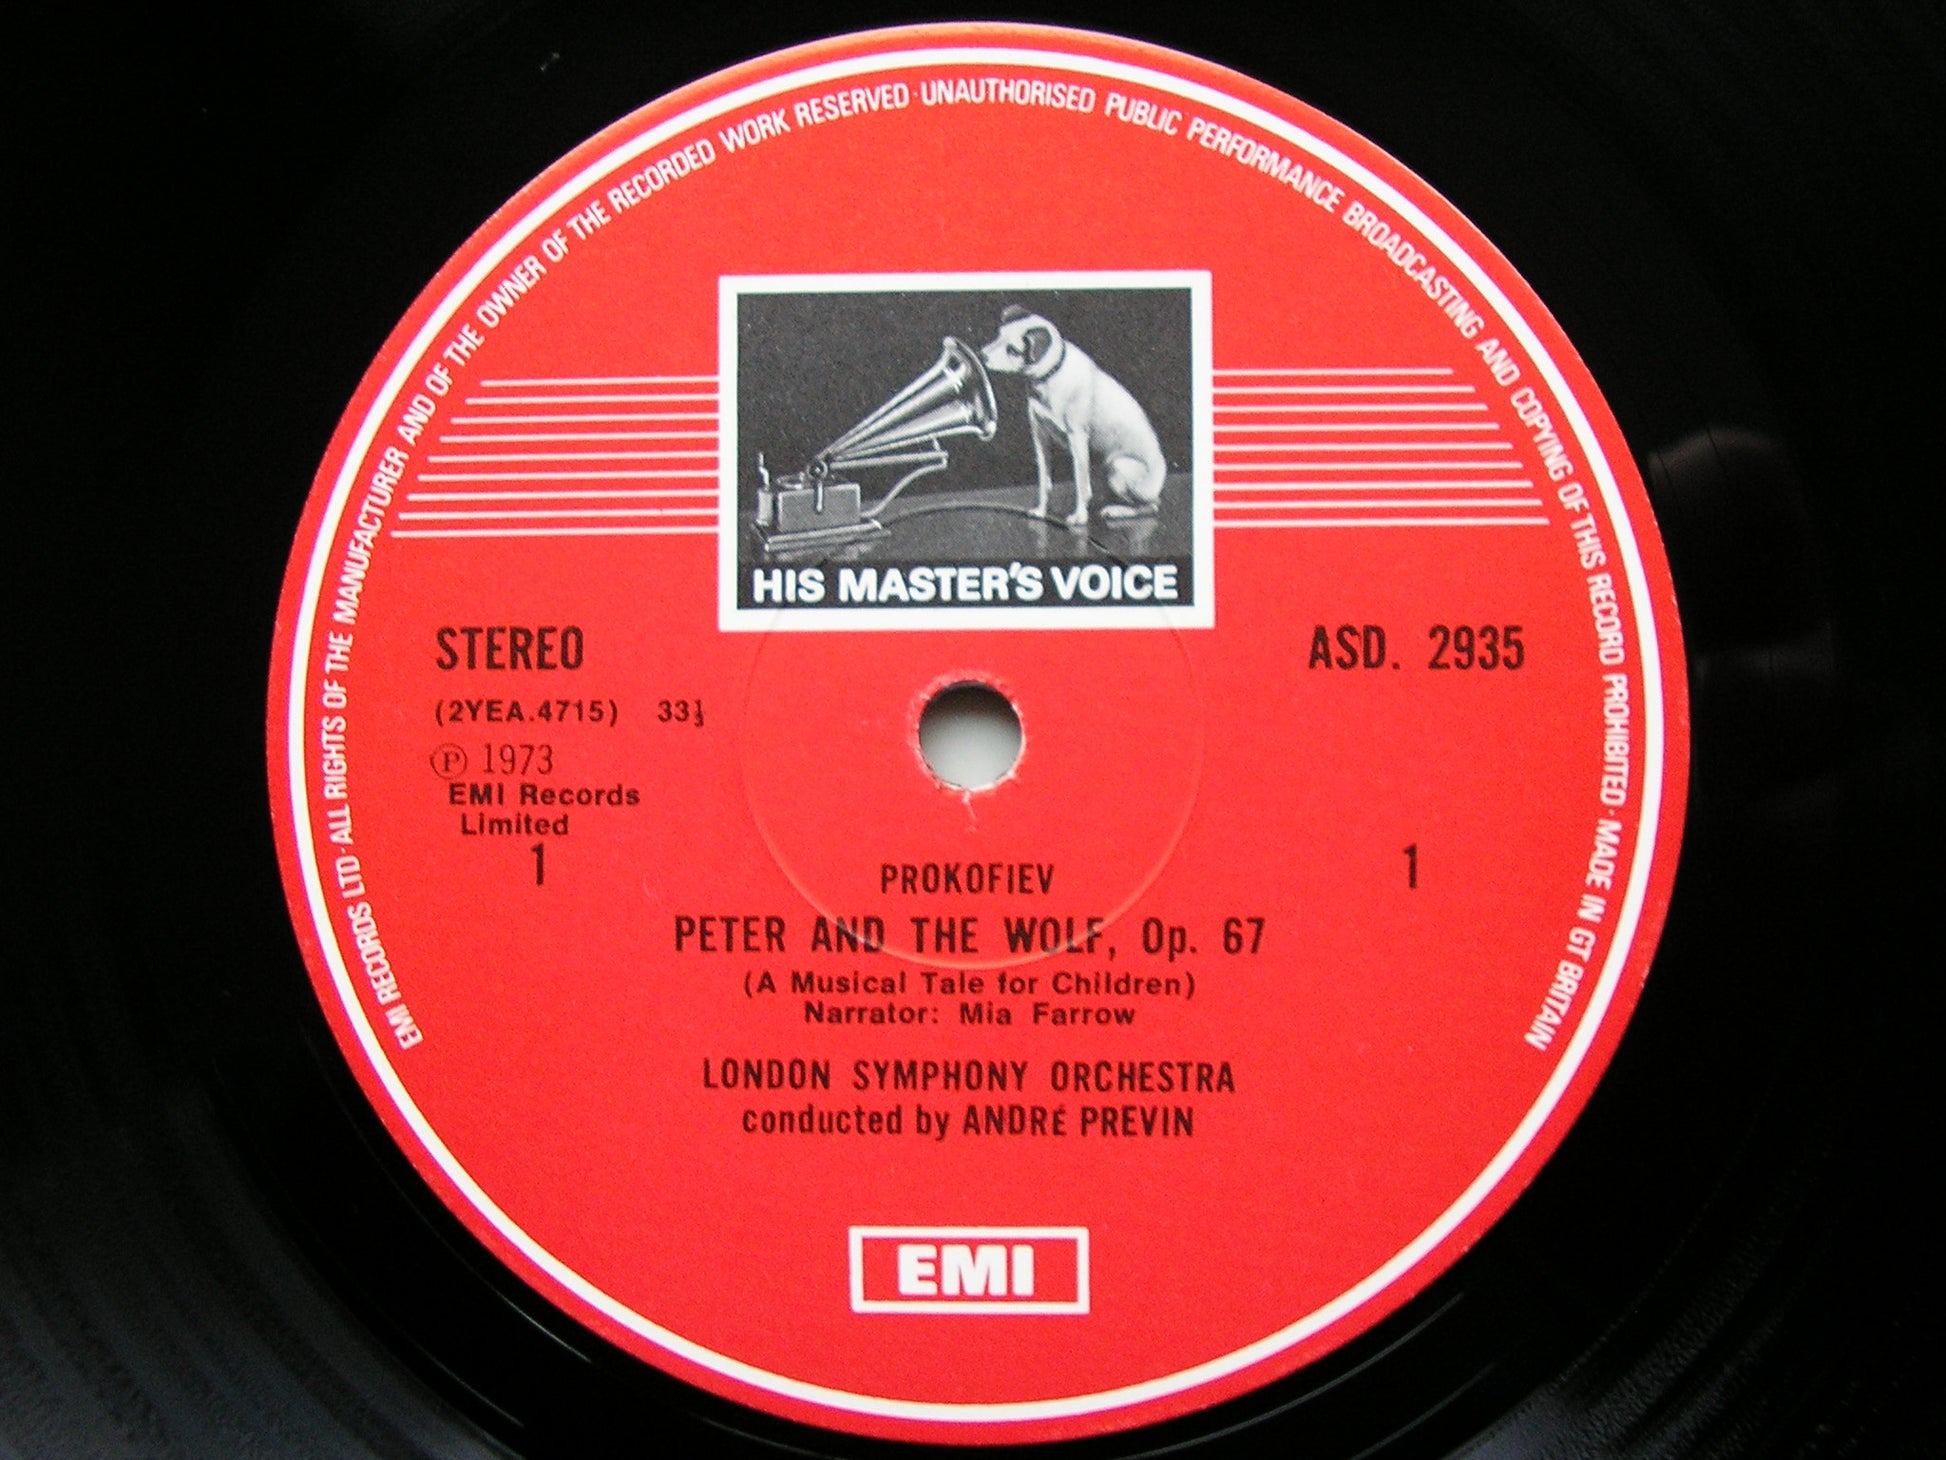 EMI RECORDS LTD · ALL RIGHTS OF THE MANUFACTURER AND OF THE OWNER OF THE RECORDED WORK RESERVED · UNAUTHORISED PUBLIC PERFORMANCE BROADCASTING AND COPYING OF THIS RECORD PROHIBITED · MADE IN GT BRITAIN
HIS MASTER'S VOICE
STEREO
ASD. 2935
(2YEA.4715) 33⅓
℗ 1973
EMI Records
Limited
1
1
PROKOFIEV
PETER AND THE WOLF, Op. 67
(A Musical Tale for Children)
Narrator: Mia Farrow
LONDON SYMPHONY ORCHESTRA
conducted by ANDRÉ PREVIN
EMI